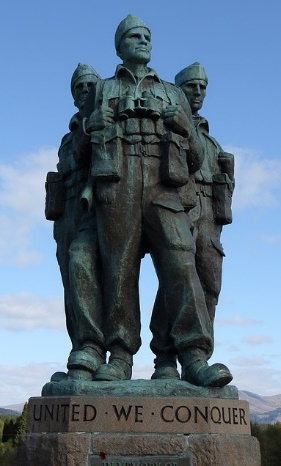 UNITED · WE · CONQUER